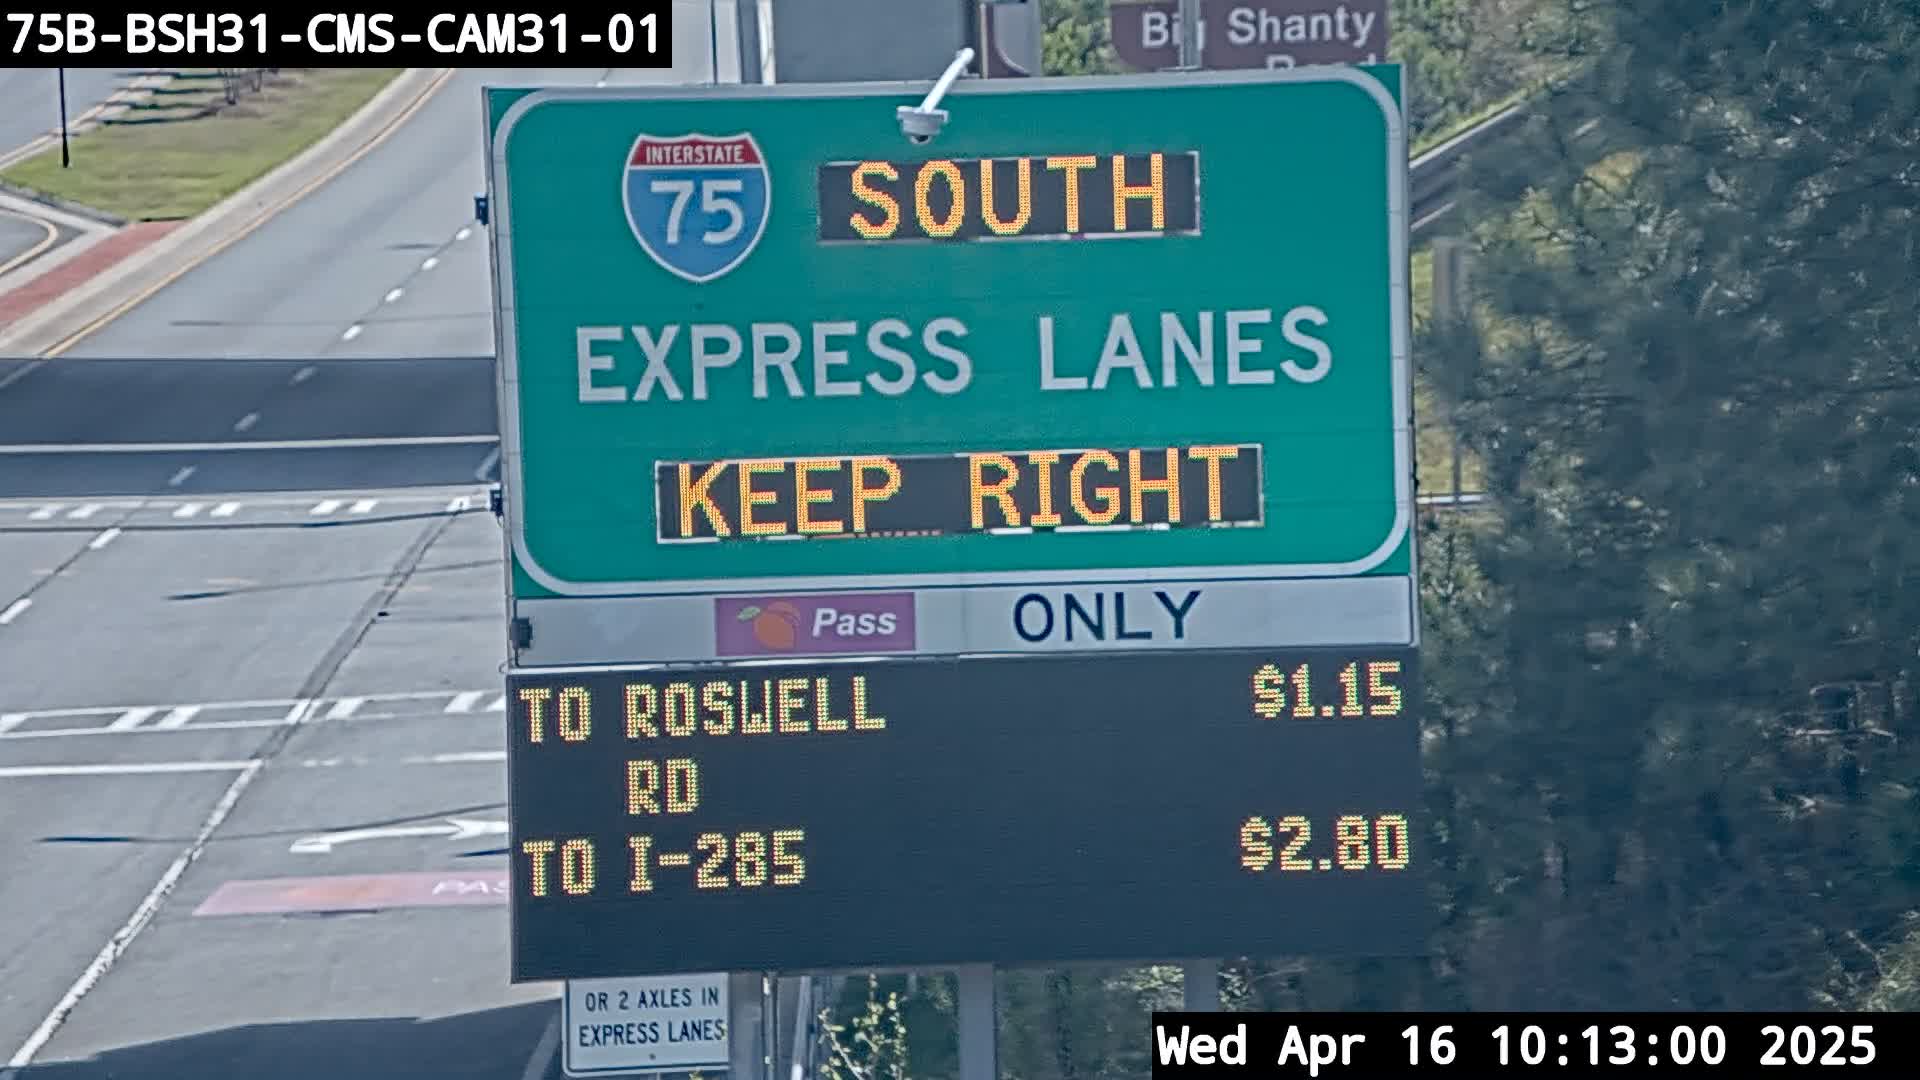 75B-BSH31-CMS-CAM31-01
Big Shanty
Road
INTERSTATE
75
SOUTH
EXPRESS LANES
KEEP RIGHT
Pass
ONLY
TO ROSWELL $1.15
RD
TO I-285 $2.80
PAS
OR 2 AXLES IN
EXPRESS LANES
Wed Apr 16 10:13:00 2025